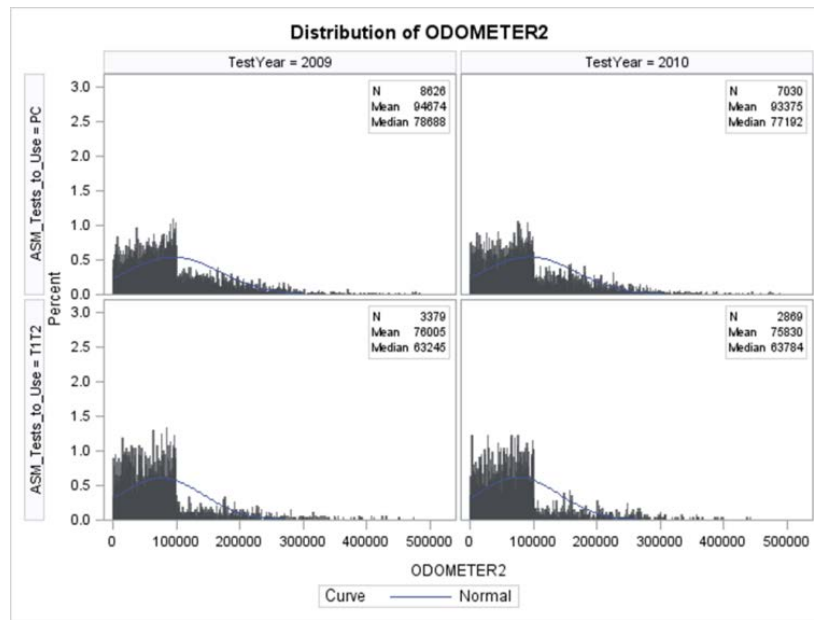 Distribution of ODOMETER2
TestYear = 2009
TestYear = 2010
ASM_Tests_to_Use = PC
3.0
2.5
2.0
1.5
1.0
0.5
0.0
N 8626
Mean 94674
Median 78688
N 7030
Mean 93375
Median 77192
Percent
ASM_Tests_to_Use = T1T2
3.0
2.5
2.0
1.5
1.0
0.5
0.0
N 3379
Mean 76005
Median 63245
N 2869
Mean 75830
Median 63784
0 100000 200000 300000 400000 500000
0 100000 200000 300000 400000 500000
ODOMETER2
Curve Normal